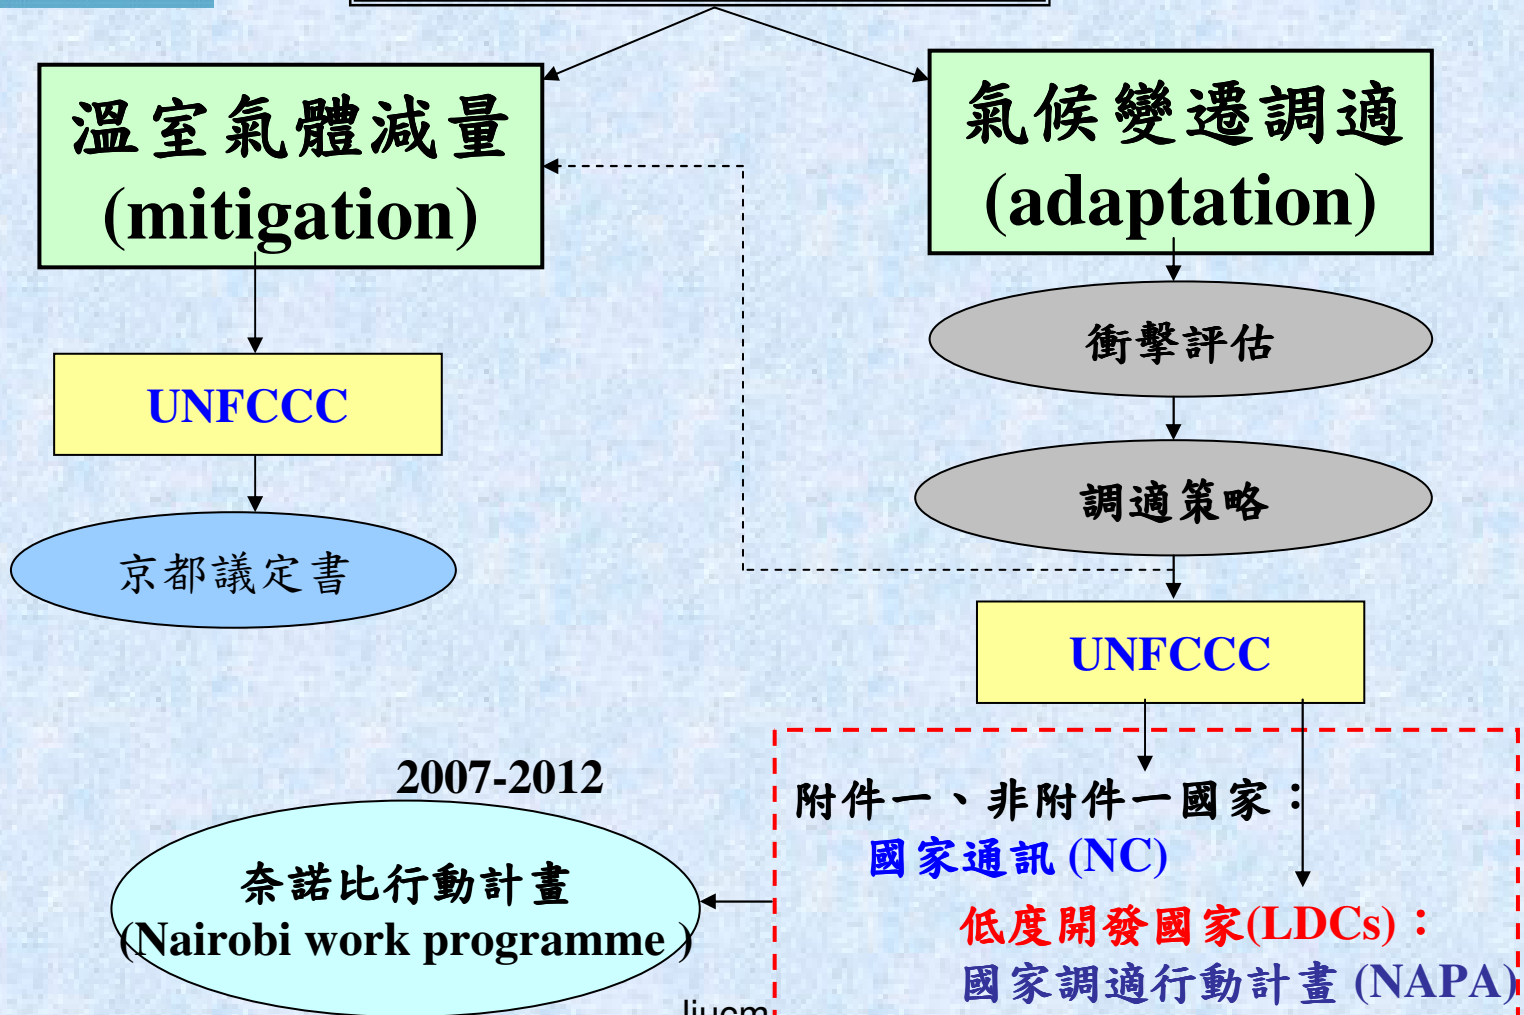 溫室氣體減量
(mitigation)
氣候變遷調適
(adaptation)
衝擊評估
UNFCCC
調適策略
京都議定書
UNFCCC
2007-2012
附件一、非附件一國家：
國家通訊 (NC)
奈諾比行動計畫
(Nairobi work programme )
低度開發國家(LDCs)：
國家調適行動計畫 (NAPA)
liucm